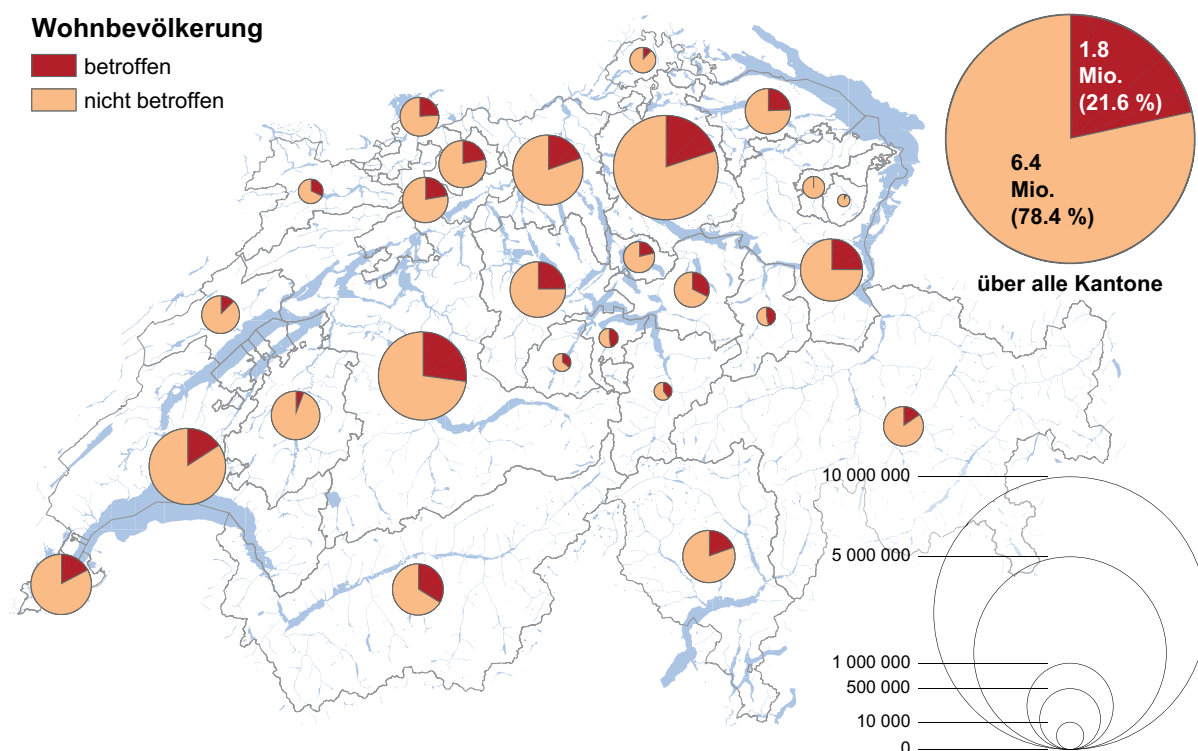 Wohnbevölkerung
betroffen
nicht betroffen
1.8
Mio.
(21.6 %)
6.4
Mio.
(78.4 %)
über alle Kantone
10 000 000
5 000 000
1 000 000
500 000
10 000
0